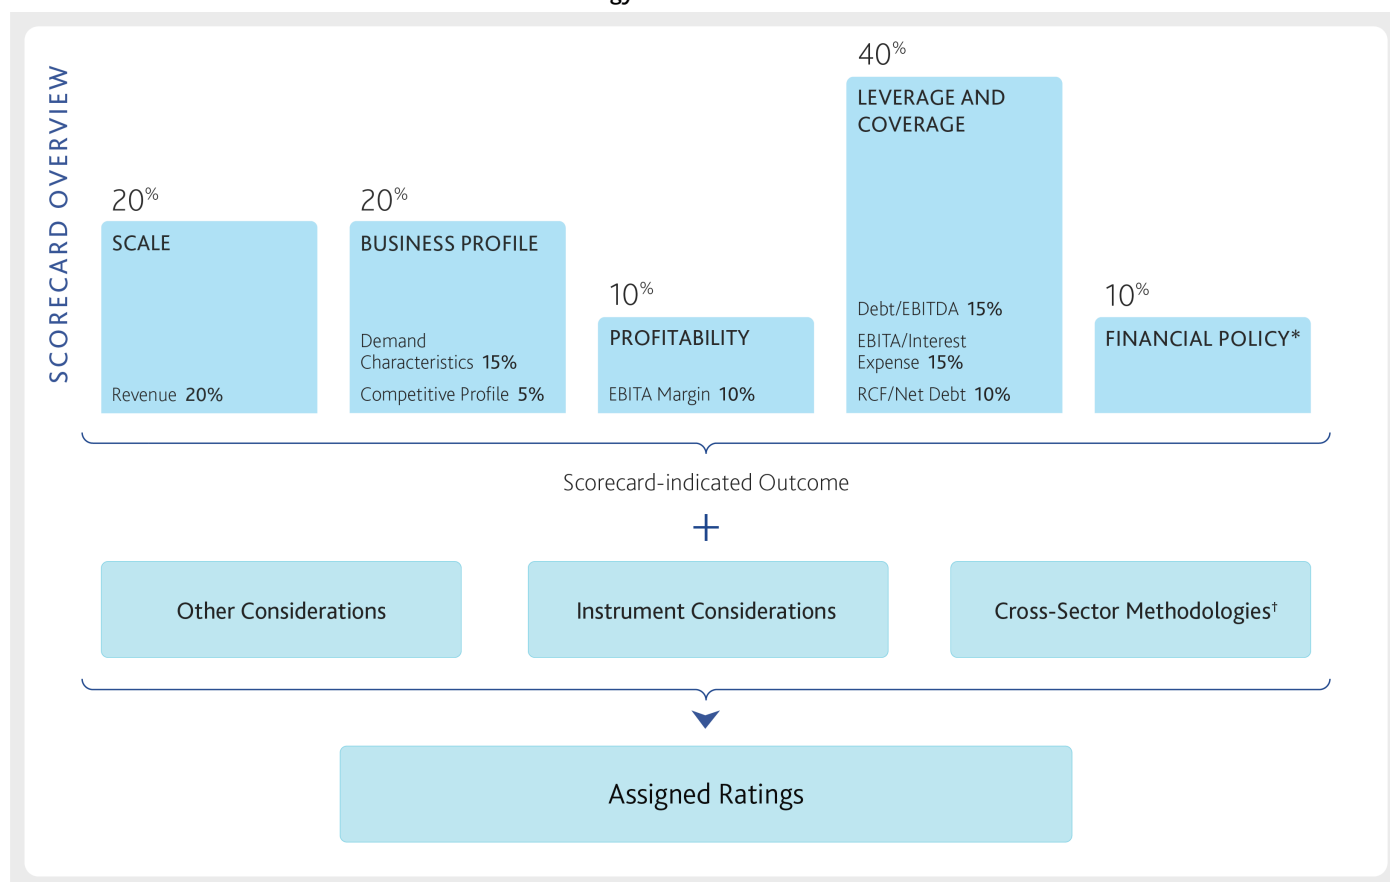 SCORECARD OVERVIEW
20%
SCALE
Revenue 20%
20%
BUSINESS PROFILE
Demand
Characteristics 15%
Competitive Profile 5%
10%
PROFITABILITY
EBITA Margin 10%
40%
LEVERAGE AND
COVERAGE
Debt/EBITDA 15%
EBITA/Interest
Expense 15%
RCF/Net Debt 10%
10%
FINANCIAL POLICY*
Scorecard-indicated Outcome
+
Other Considerations
Instrument Considerations
Cross-Sector Methodologies†
Assigned Ratings